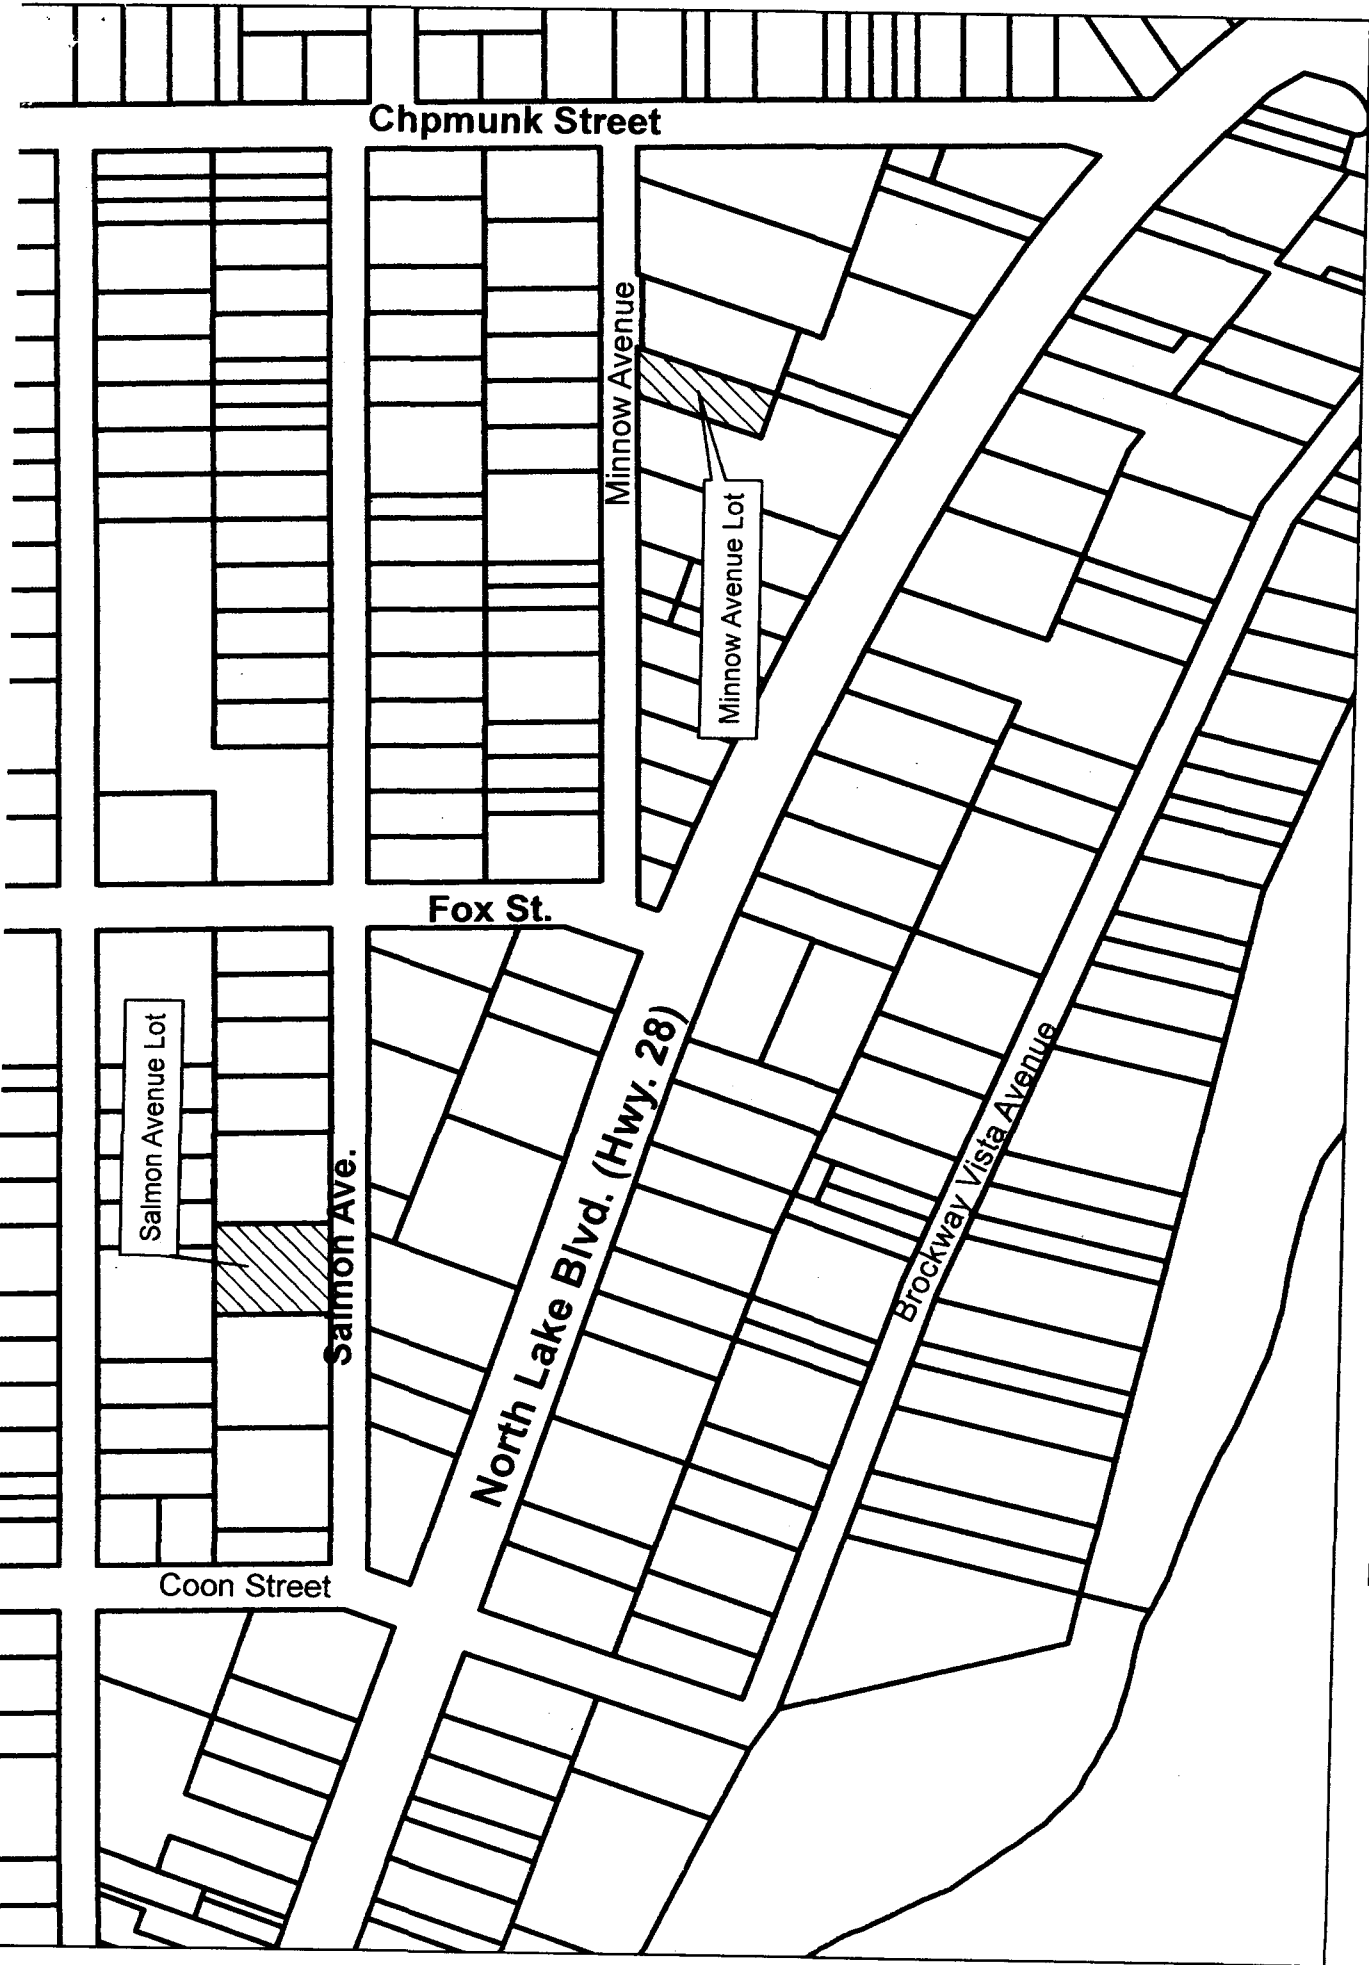 Chpmunk Street
Minnow Avenue
Minnow Avenue Lot
Fox St.
Salmon Avenue Lot
Salmon Ave.
North Lake Blvd. (Hwy. 28)
Brockway Vista Avenue
Coon Street